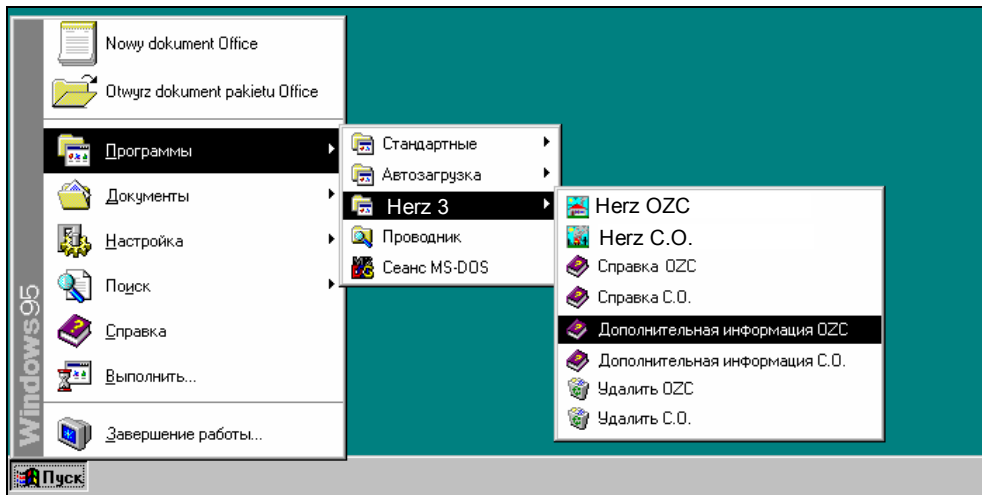 Nowy dokument Office
Otwyrz dokument pakietu Office
Программы
Документы
Настройка
Поиск
Справка
Выполнить...
Завершение работы...
Windows95
Пуск
Стандартные
Автозагрузка
Herz 3
Проводник
Сеанс MS-DOS
Herz OZC
Herz C.O.
Справка OZC
Справка C.O.
Дополнительная информация OZC
Дополнительная информация C.O.
Удалить OZC
Удалить C.O.